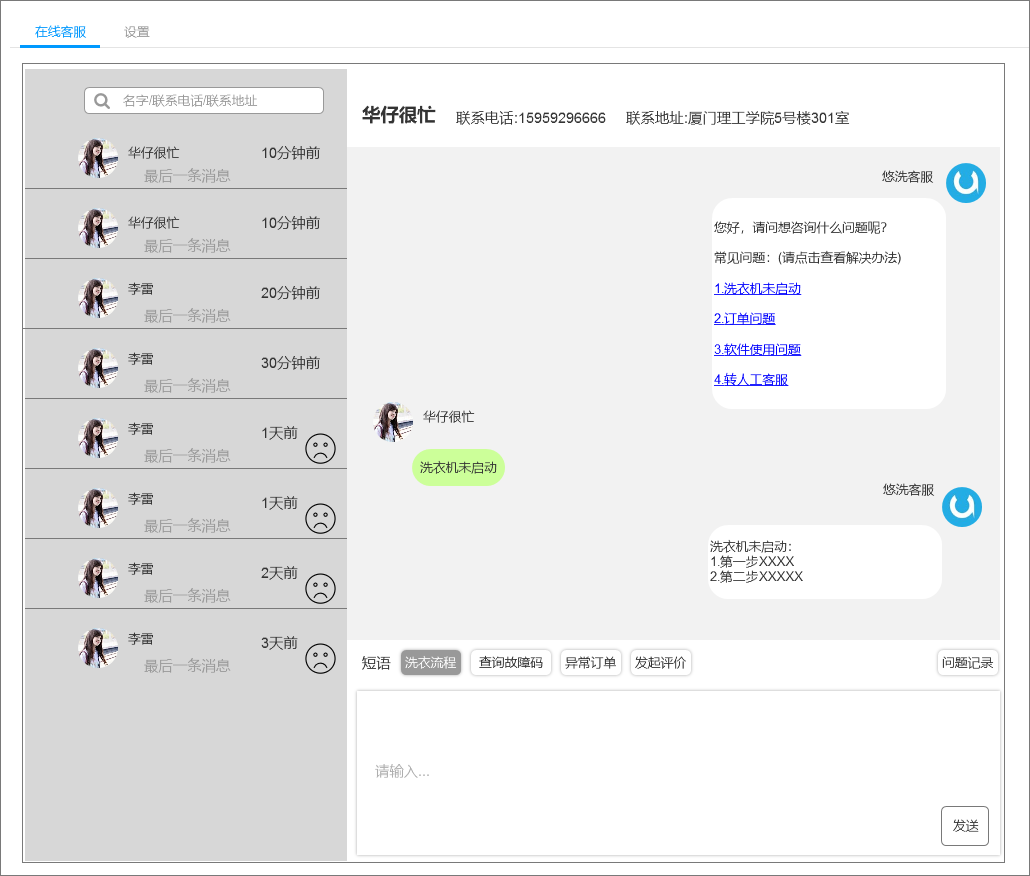 在线客服
设置
名字/联系电话/联系地址
华仔很忙
10分钟前
最后一条消息
华仔很忙
10分钟前
最后一条消息
李雷
20分钟前
最后一条消息
李雷
30分钟前
最后一条消息
李雷
1天前
最后一条消息
李雷
1天前
最后一条消息
李雷
2天前
最后一条消息
李雷
3天前
最后一条消息
华仔很忙
联系电话:15959296666
联系地址:厦门理工学院5号楼301室
悠洗客服
您好，请问想咨询什么问题呢?
常见问题：(请点击查看解决办法)
1.洗衣机未启动
2.订单问题
3.软件使用问题
4.转人工客服
华仔很忙
洗衣机未启动
悠洗客服
洗衣机未启动：
1.第一步XXXX
2.第二步XXXXX
短语
洗衣流程
查询故障码
异常订单
发起评价
问题记录
请输入...
发送